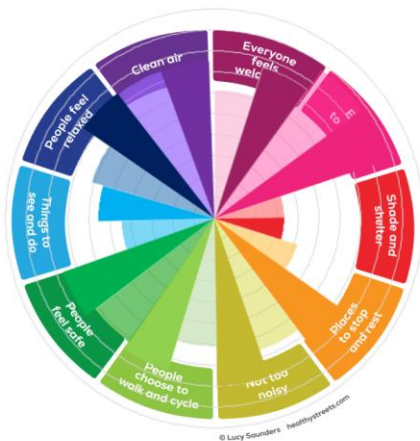 Everyone
feels
Clean air
People feel
relaxed
Things to
see and do
People
feel safe
People
choose to
walk and cycle
Not too
noisy
Places
to stop
and rest
Shade and
shelter
E
to
© Lucy Saunders healthystreets.com